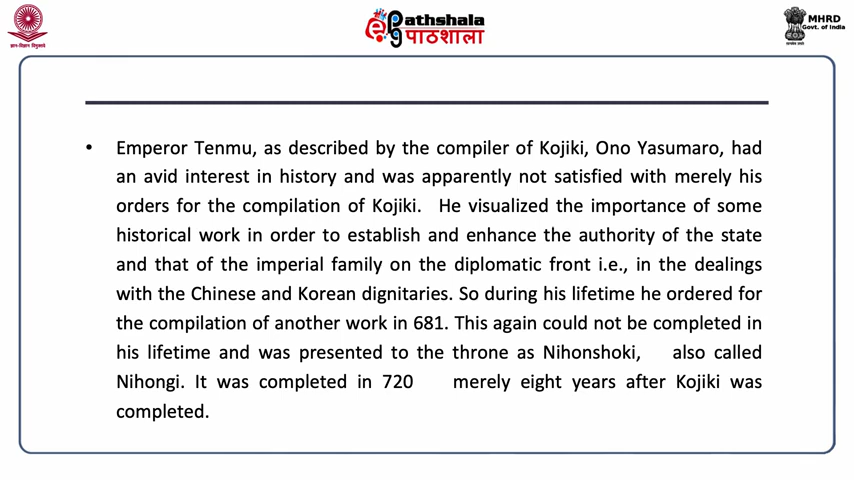 ज्ञान-विज्ञान विमुक्तये
ePathshala
पाठशाला
MHRD
Govt. of India
• Emperor Tenmu, as described by the compiler of Kojiki, Ono Yasumaro, had
an avid interest in history and was apparently not satisfied with merely his
orders for the compilation of Kojiki. He visualized the importance of some
historical work in order to establish and enhance the authority of the state
and that of the imperial family on the diplomatic front i.e., in the dealings
with the Chinese and Korean dignitaries. So during his lifetime he ordered for
the compilation of another work in 681. This again could not be completed in
his lifetime and was presented to the throne as Nihonshoki, also called
Nihongi. It was completed in 720 merely eight years after Kojiki was
completed.